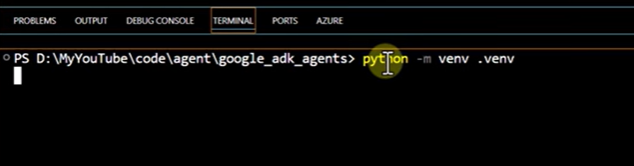 PROBLEMS OUTPUT DEBUG CONSOLE TERMINAL PORTS AZURE
PS D:\MyYouTube\code\agent\google_adk_agents> python -m venv .venv